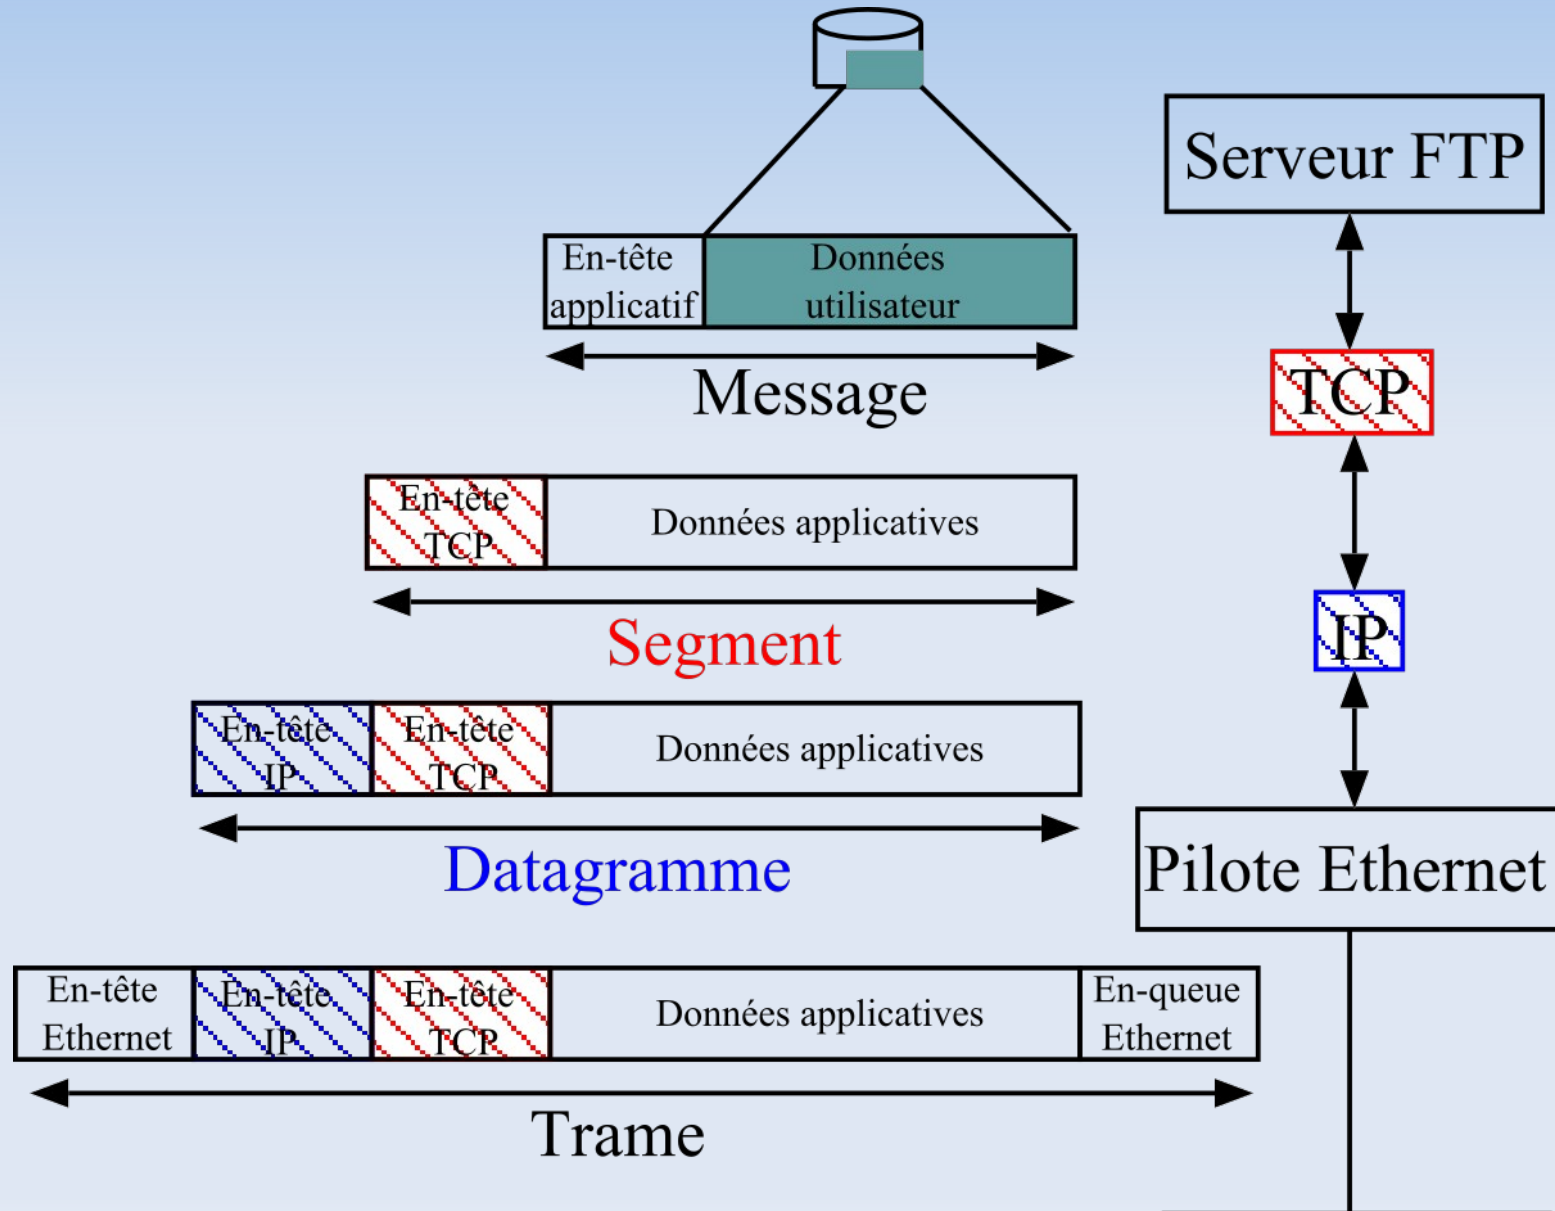 Serveur FTP
En-tête
applicatif
Données
utilisateur
Message
TCP
En-tête
TCP
Données applicatives
Segment
IP
En-tête
IP
En-tête
TCP
Données applicatives
Datagramme
Pilote Ethernet
En-tête
Ethernet
En-tête
IP
En-tête
TCP
Données applicatives
En-queue
Ethernet
Trame